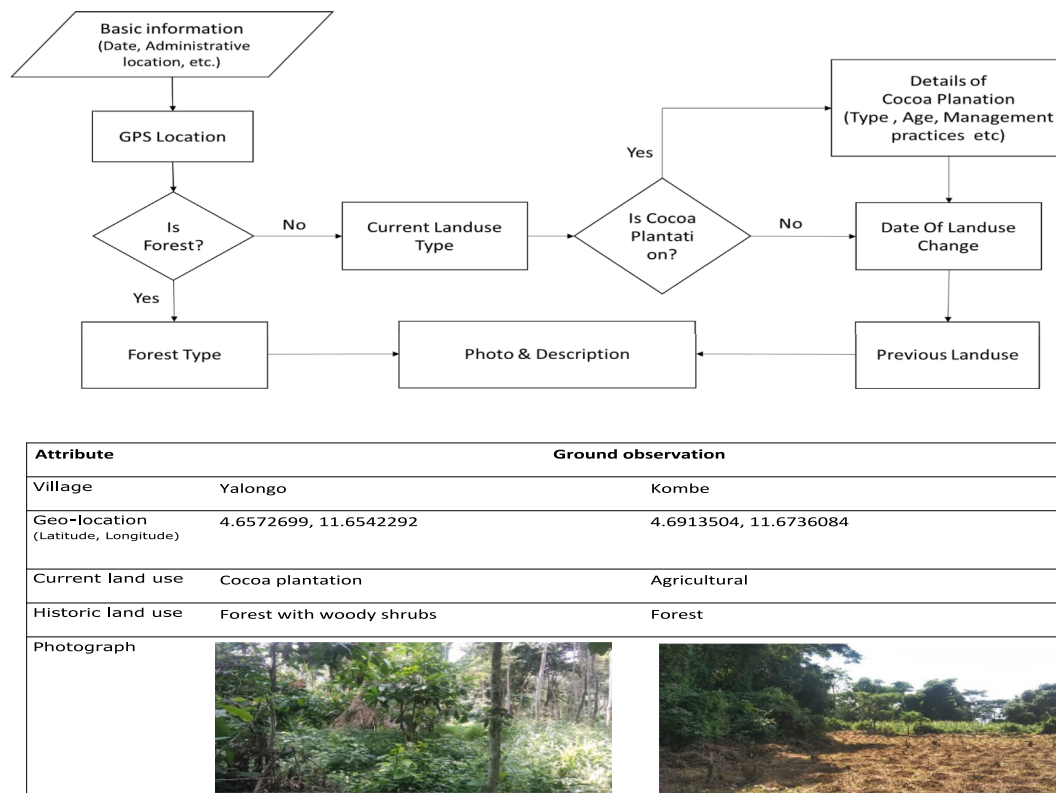 Basic information
(Date, Administrative
location, etc.)
GPS Location
Is
Forest?
No
Yes
Current Landuse
Type
Is Cocoa
Plantati
on?
Yes
No
Details of
Cocoa Planation
(Type , Age, Management
practices etc)
Date Of Landuse
Change
Forest Type
Photo & Description
Previous Landuse
Attribute Ground observation
Village Yalongo Kombe
Geo-location 4.6572699, 11.6542292 4.6913504, 11.6736084
(Latitude, Longitude)
Current land use Cocoa plantation Agricultural
Historic land use Forest with woody shrubs Forest
Photograph